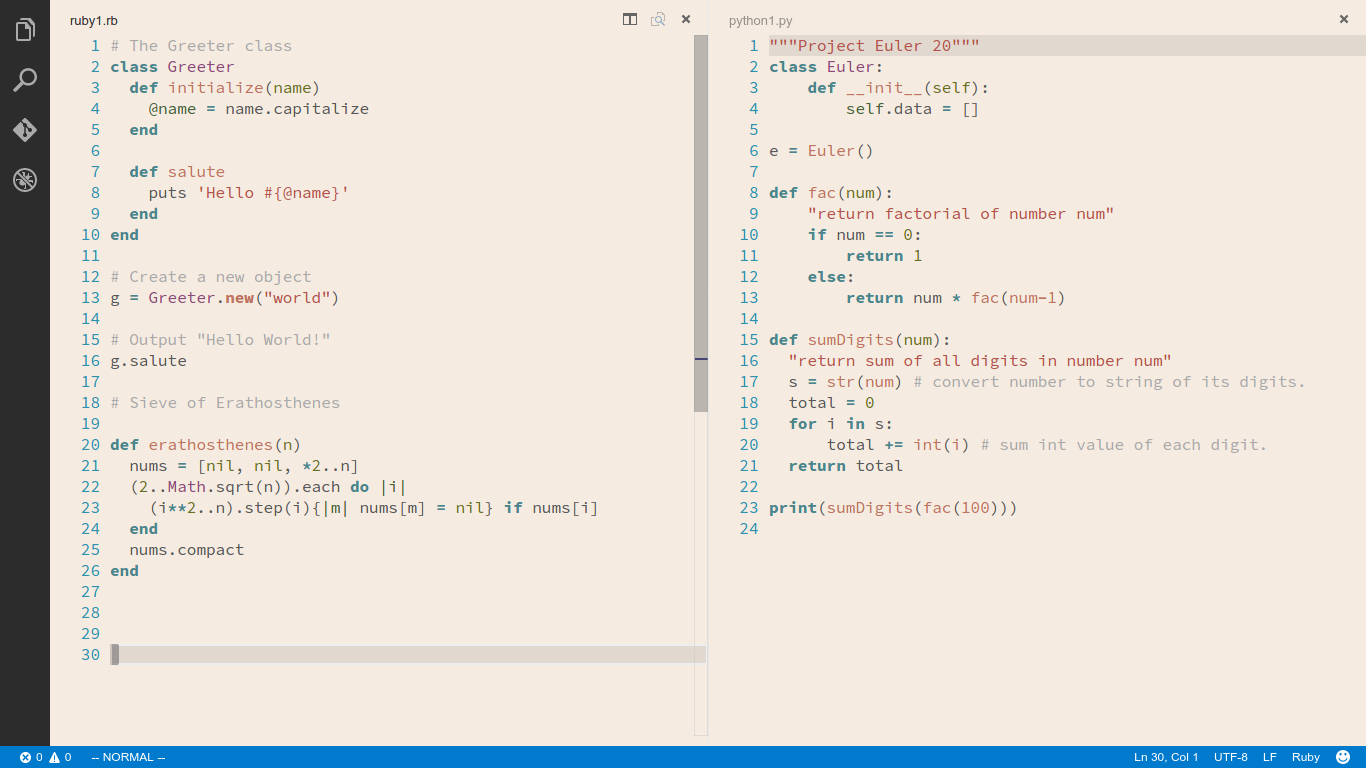 ruby1.rb
1 # The Greeter class
2 class Greeter
3   def initialize(name)
4     @name = name.capitalize
5   end
6
7   def salute
8     puts 'Hello #{@name}'
9   end
10 end
11
12 # Create a new object
13 g = Greeter.new("world")
14
15 # Output "Hello World!"
16 g.salute
17
18 # Sieve of Erathosthenes
19
20 def erathosthenes(n)
21   nums = [nil, nil, *2..n]
22   (2..Math.sqrt(n)).each do |i|
23     (i**2..n).step(i){|m| nums[m] = nil} if nums[i]
24   end
25   nums.compact
26 end
27
28
29
30
python1.py
1 """Project Euler 20"""
2 class Euler:
3     def __init__(self):
4         self.data = []
5
6 e = Euler()
7
8 def fac(num):
9     "return factorial of number num"
10     if num == 0:
11         return 1
12     else:
13         return num * fac(num-1)
14
15 def sumDigits(num):
16   "return sum of all digits in number num"
17   s = str(num) # convert number to string of its digits.
18   total = 0
19   for i in s:
20       total += int(i) # sum int value of each digit.
21   return total
22
23 print(sumDigits(fac(100)))
24
0 0 -- NORMAL -- Ln 30, Col 1 UTF-8 LF Ruby